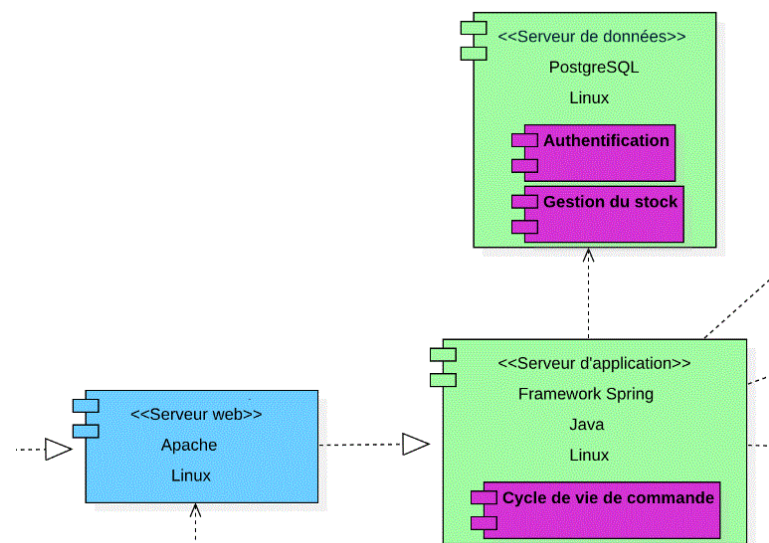 <<Serveur de données>>
PostgreSQL
Linux
Authentification
Gestion du stock
<<Serveur web>>
Apache
Linux
<<Serveur d'application>>
Framework Spring
Java
Linux
Cycle de vie de commande